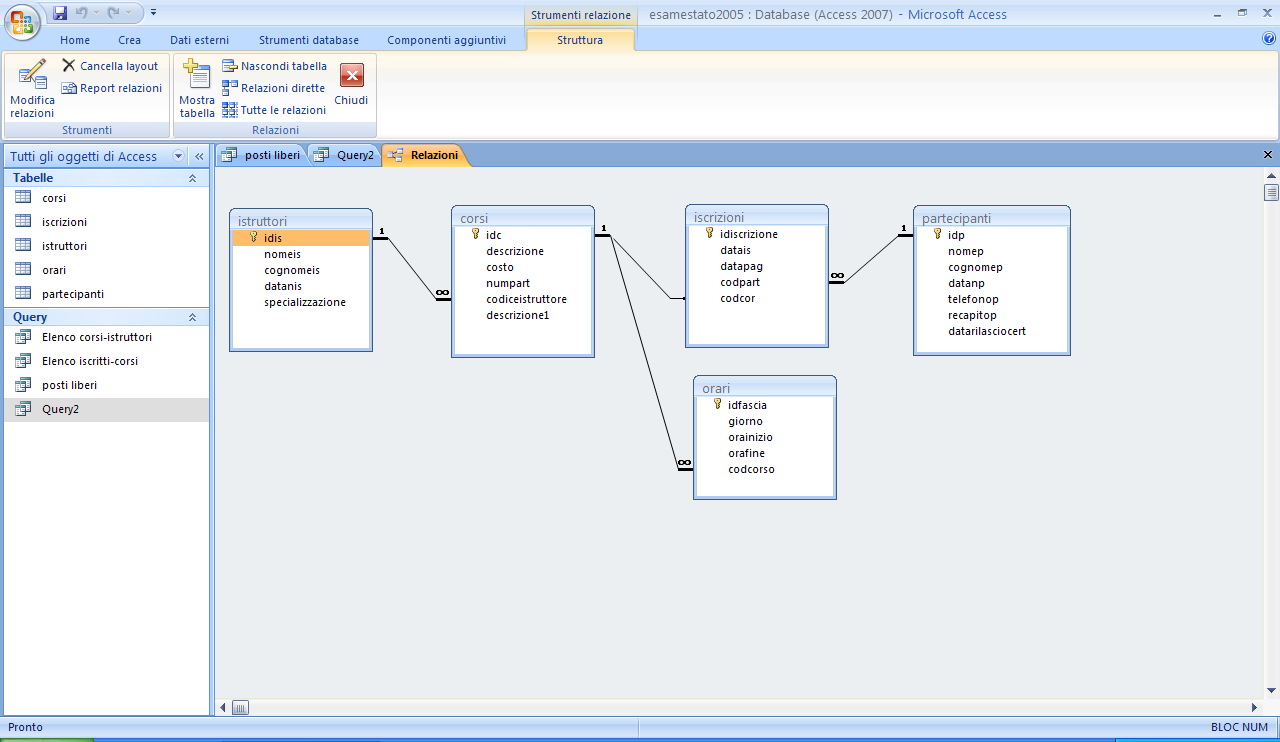 Strumenti relazione
esamestato2005 : Database (Access 2007) - Microsoft Access
Home
Crea
Dati esterni
Strumenti database
Componenti aggiuntivi
Struttura
Modifica
relazioni
Cancella layout
Report relazioni
Strumenti
Mostra
tabella
Nascondi tabella
Relazioni dirette
Tutte le relazioni
Chiudi
Relazioni
Tutti gli oggetti di Access
«
Tabelle
corsi
iscrizioni
istruttori
orari
partecipanti
Query
Elenco corsi-istruttori
Elenco iscritti-corsi
posti liberi
Query2
posti liberi
Query2
Relazioni
istruttori
idis
nomeis
cognomeis
datanis
specializzazione
1
∞
corsi
idc
descrizione
costo
numpart
codiceistruttore
descrizione1
1
iscrizioni
idiscrizione
datais
datapag
codpart
codcor
∞
1
partecipanti
idp
nomep
cognomep
datanp
telefonop
recapitop
datarilasciocert
∞
orari
idfascia
giorno
orainizio
orafine
codcorso
Pronto
BLOC NUM